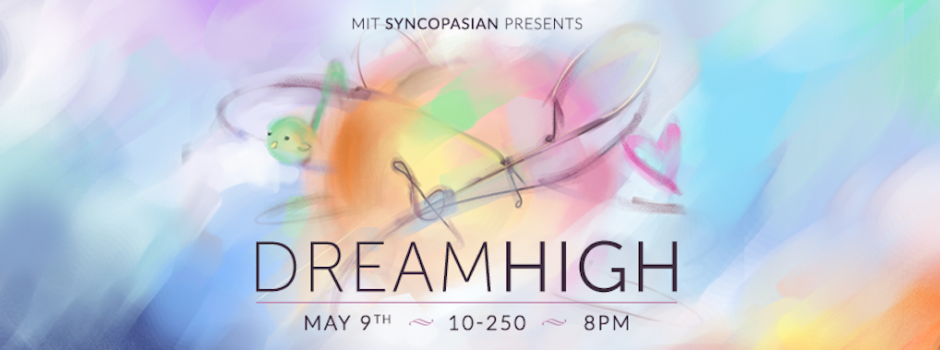 MIT SYNCOPASIAN PRESENTS
DREAMHIGH
MAY 9TH ~ 10-250 ~ 8PM